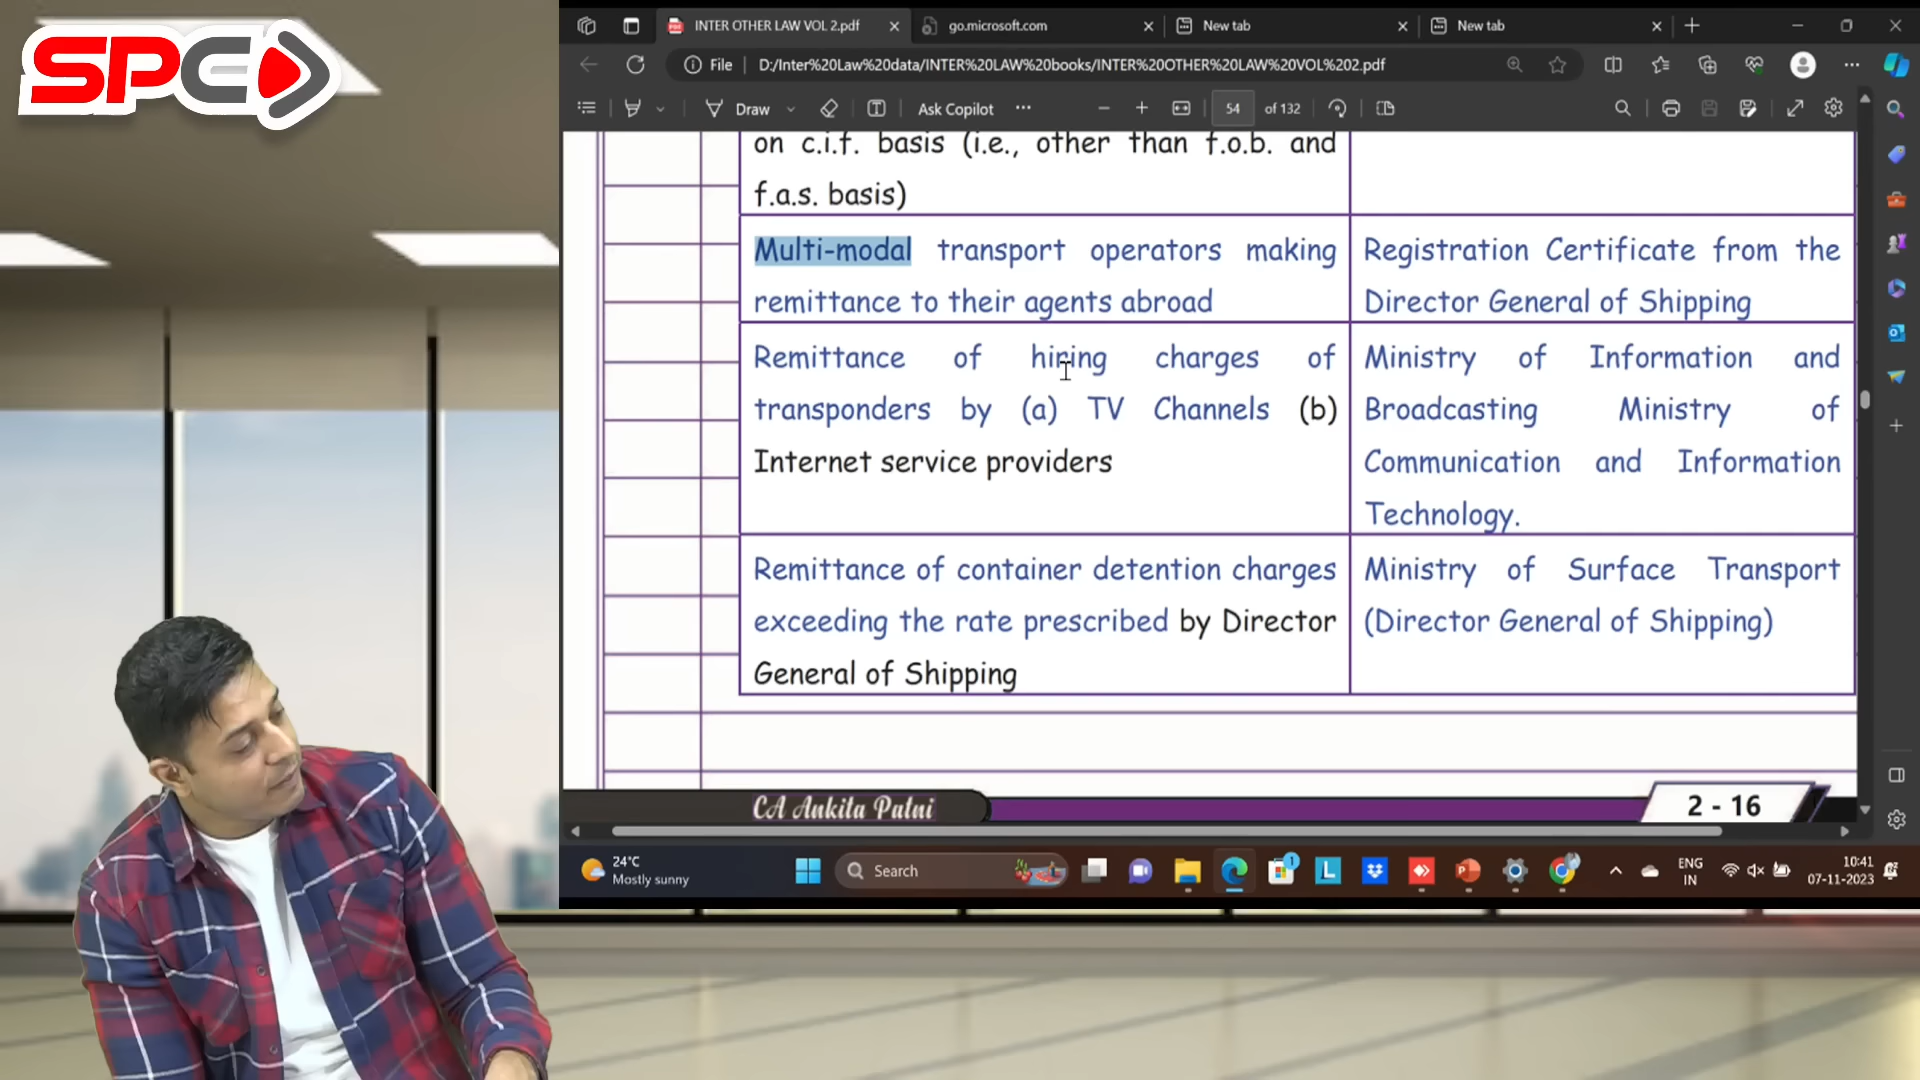 SPC
INTER OTHER LAW VOL 2.pdf
go.microsoft.com
New tab
New tab
File
D:/Inter%20Law%20data/INTER%20LAW%20books/INTER%20OTHER%20LAW%20VOL%202.pdf
Draw
Ask Copilot
54 of 132
on c.i.f. basis (i.e., other than f.o.b. and
f.a.s. basis)
Multi-modal transport operators making
remittance to their agents abroad
Registration Certificate from the
Director General of Shipping
Remittance of hiring charges of
transponders by (a) TV Channels (b)
Internet service providers
Ministry of Information and
Broadcasting Ministry of
Communication and Information
Technology.
Remittance of container detention charges
exceeding the rate prescribed by Director
General of Shipping
Ministry of Surface Transport
(Director General of Shipping)
CA Ankita Patni
2 - 16
24°C
Mostly sunny
Search
1
L
ENG
IN
10:41
07-11-2023